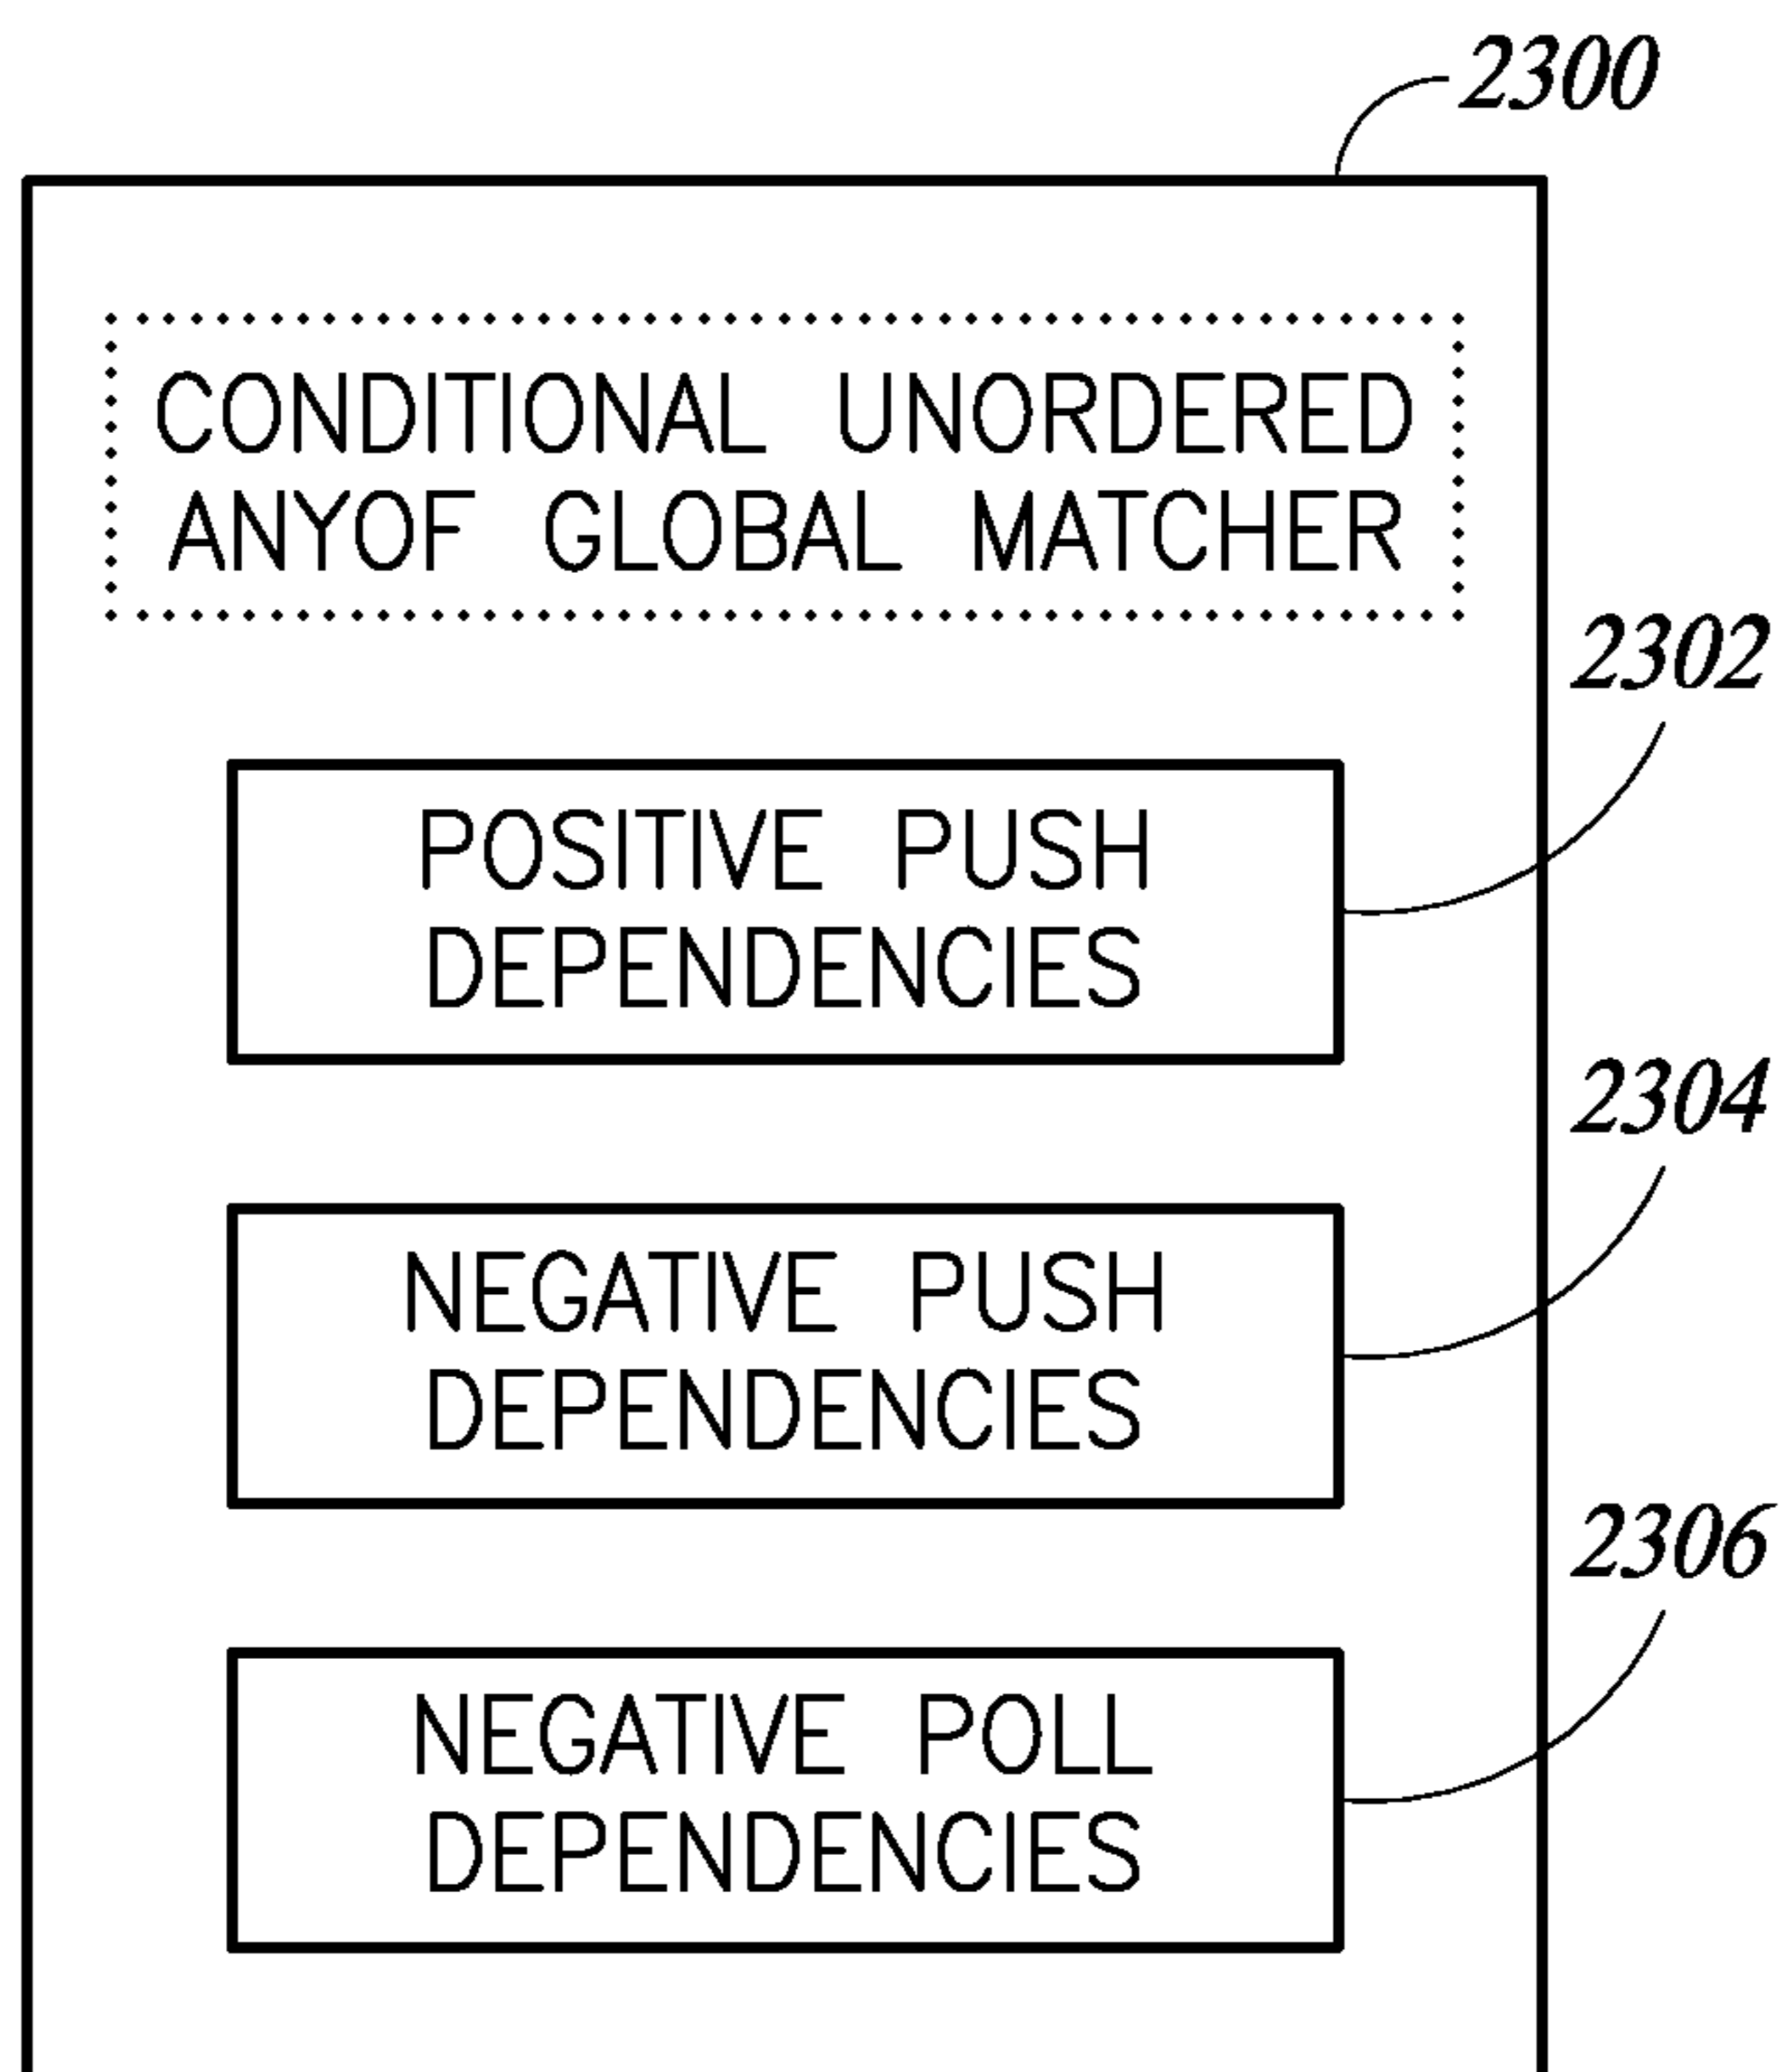 2300
CONDITIONAL UNORDERED
ANYOF GLOBAL MATCHER
2302
POSITIVE PUSH
DEPENDENCIES
2304
NEGATIVE PUSH
DEPENDENCIES
2306
NEGATIVE POLL
DEPENDENCIES